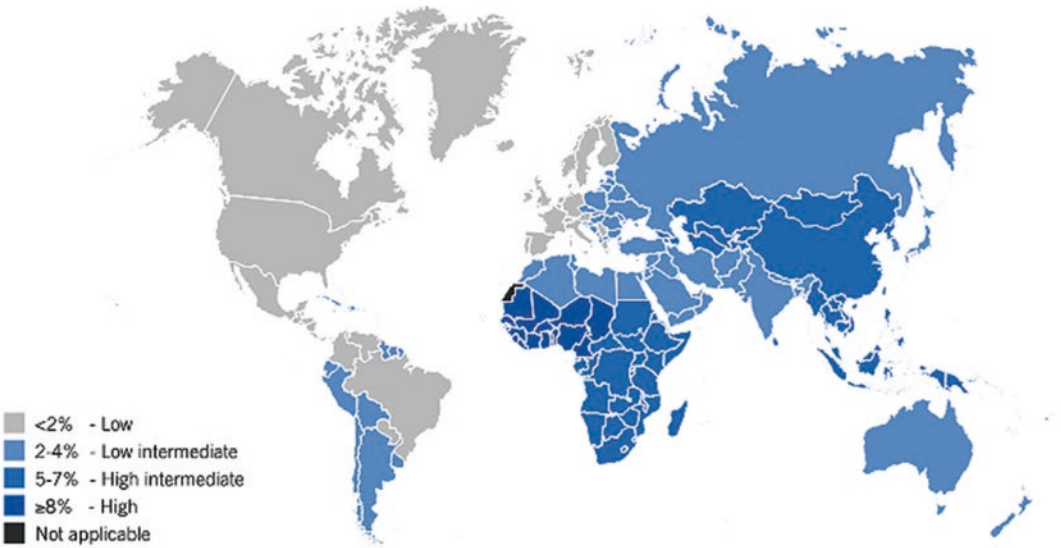 <2% - Low
2-4% - Low intermediate
5-7% - High intermediate
≥8% - High
Not applicable